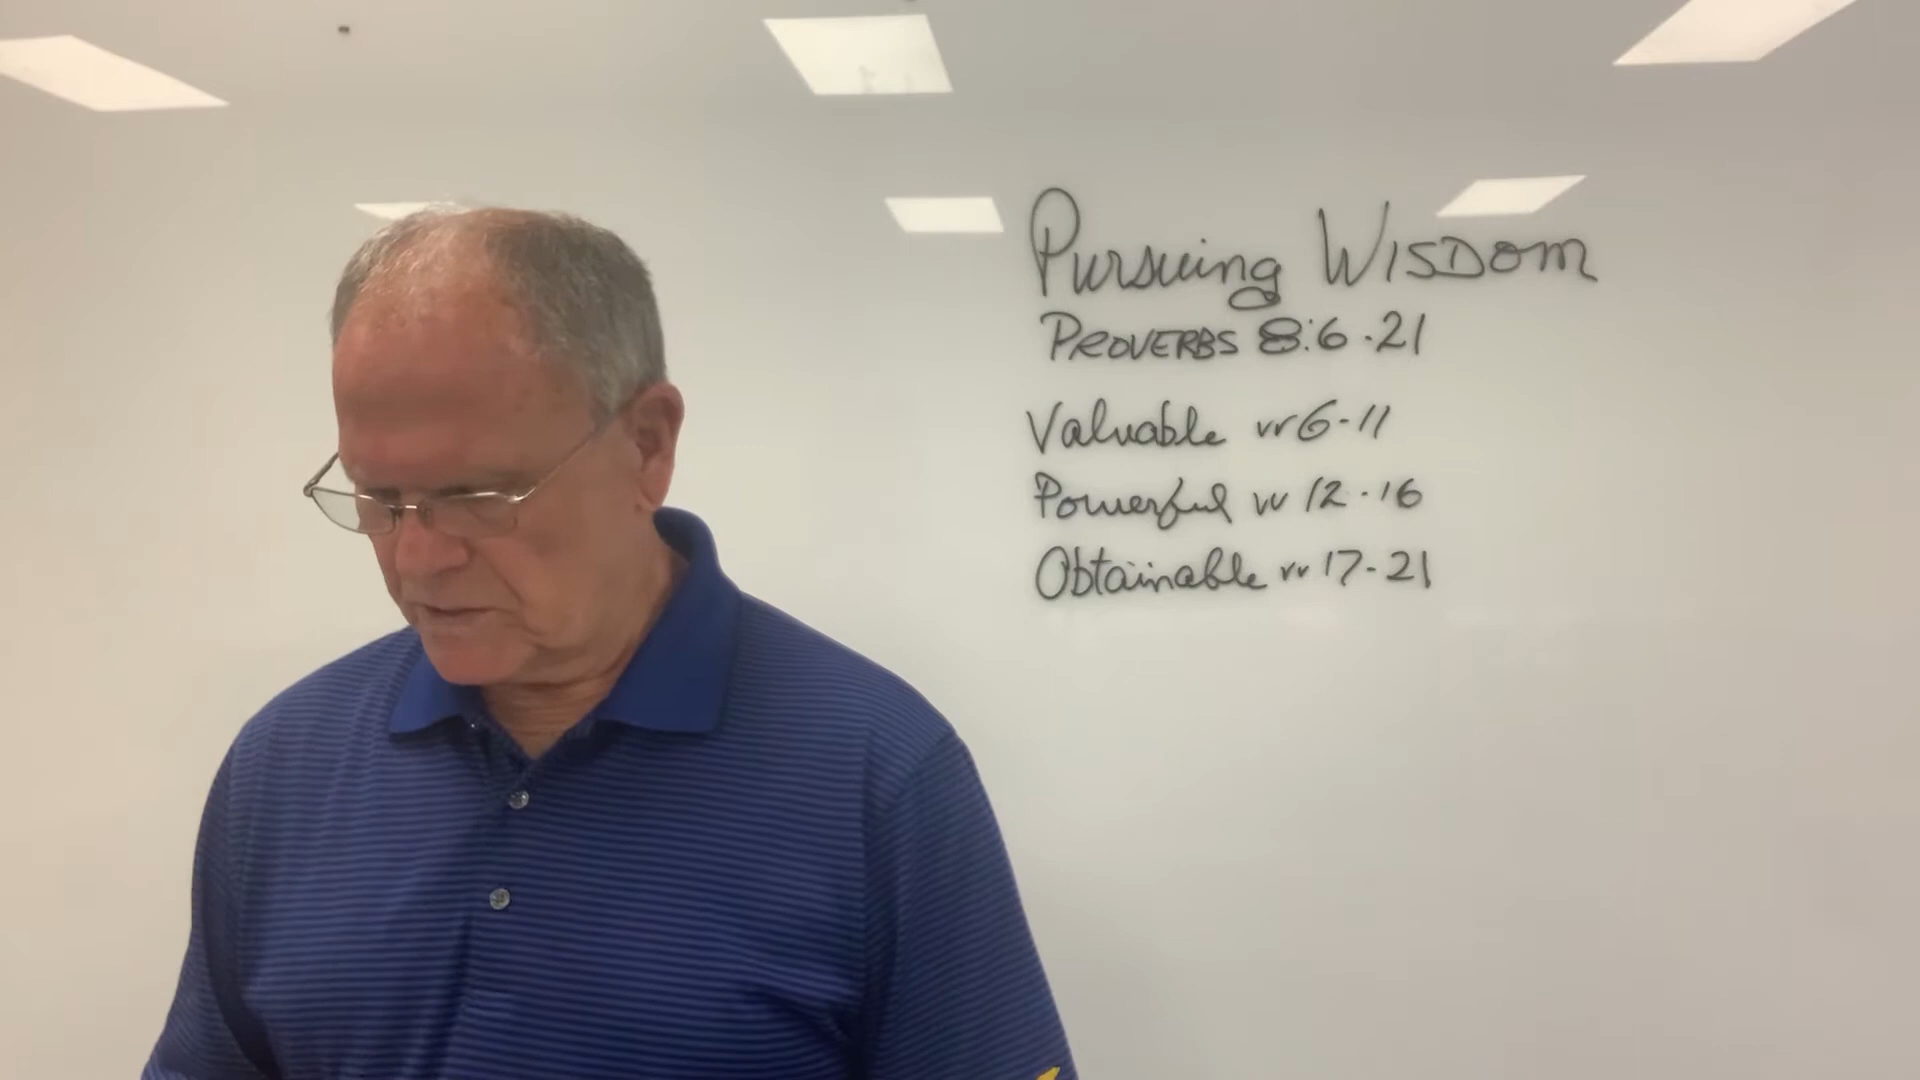 Pursuing WISDOM
PROVERBS 8:6-21
Valuable vv 6-11
Powerful vv 12-16
Obtainable vv 17-21